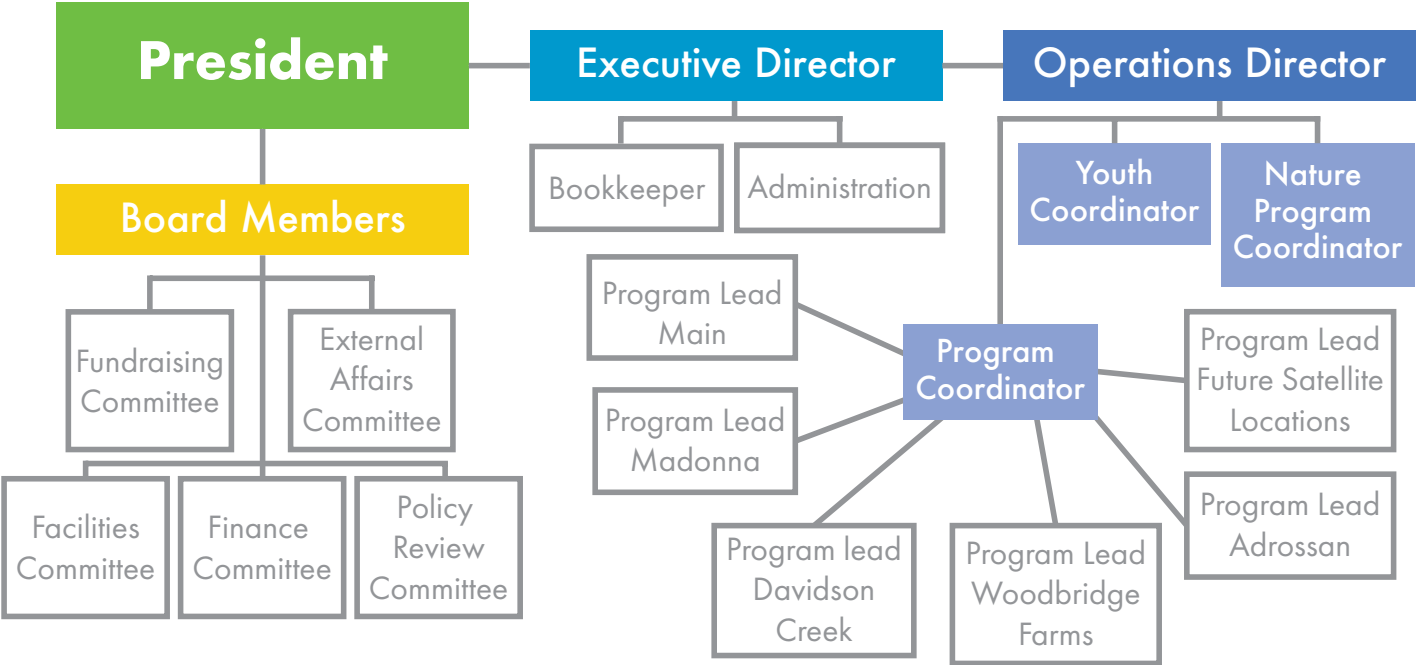 President
Executive Director
Operations Director
Board Members
Bookkeeper
Administration
Youth
Coordinator
Nature
Program
Coordinator
Fundraising
Committee
External
Affairs
Committee
Facilities
Committee
Finance
Committee
Policy
Review
Committee
Program Lead
Main
Program Lead
Madonna
Program
Coordinator
Program Lead
Future Satellite
Locations
Program lead
Davidson
Creek
Program Lead
Woodbridge
Farms
Program Lead
Adrossan